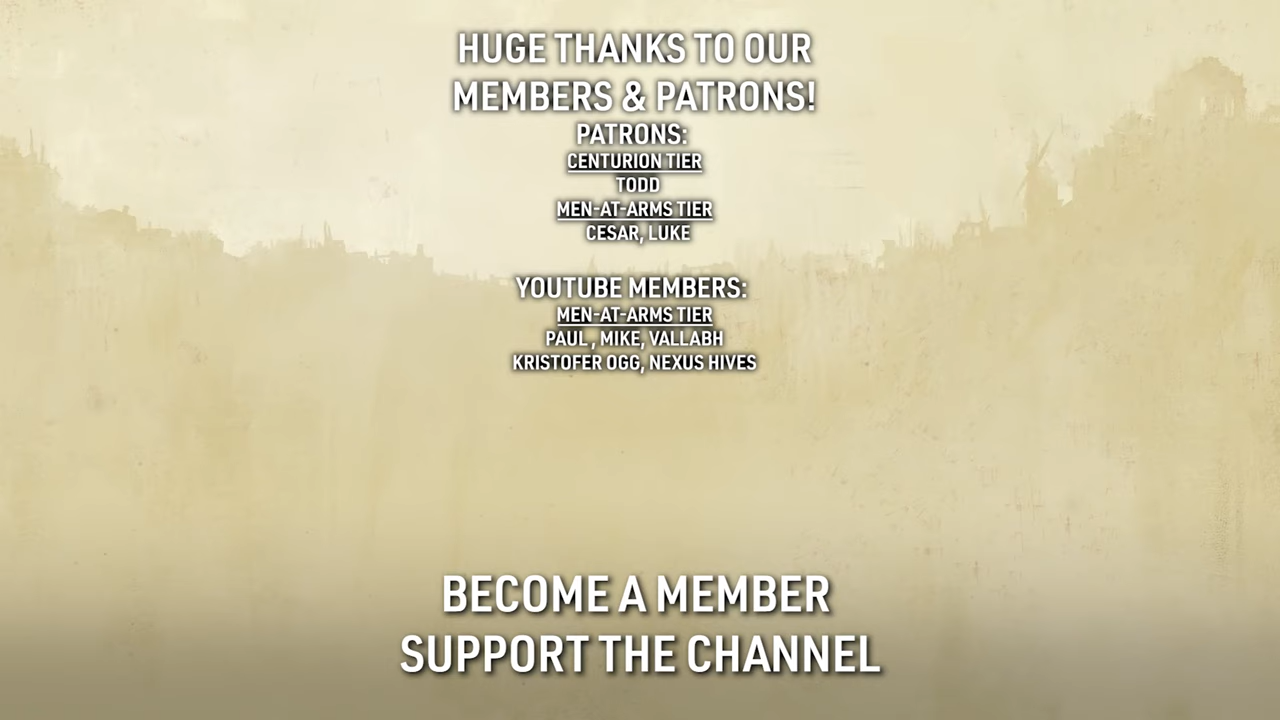 HUGE THANKS TO OUR
MEMBERS & PATRONS!
PATRONS:
CENTURION TIER
TODD
MEN-AT-ARMS TIER
CESAR, LUKE
YOUTUBE MEMBERS:
MEN-AT-ARMS TIER
PAUL , MIKE, VALLABH
KRISTOFER OGG, NEXUS HIVES
BECOME A MEMBER
SUPPORT THE CHANNEL